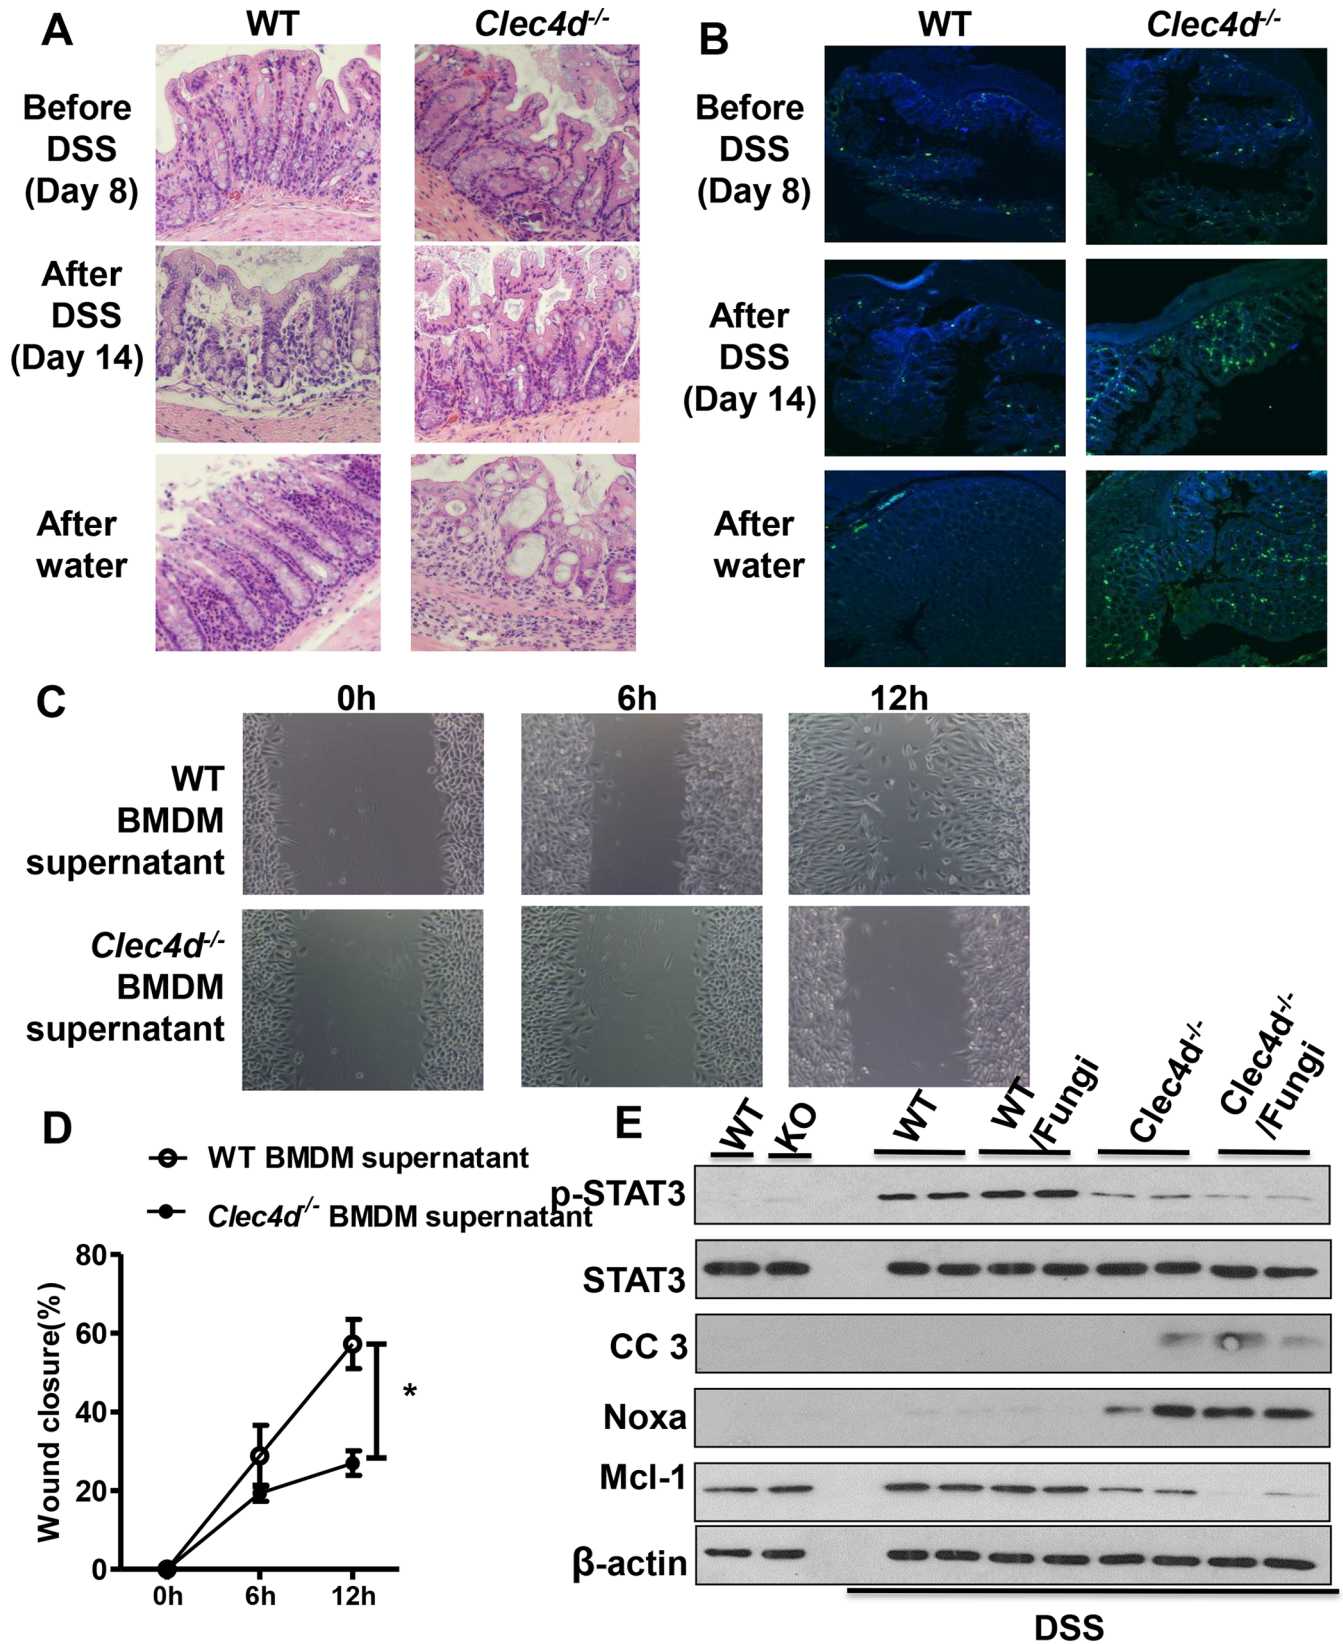 A
WT
Clec4d-/-
Before
DSS
(Day 8)
After
DSS
(Day 14)
After
water
B
WT
Clec4d-/-
Before
DSS
(Day 8)
After
DSS
(Day 14)
After
water
C
0h
6h
12h
WT
BMDM
supernatant
Clec4d-/-
BMDM
supernatant
D
WT BMDM supernatant
Clec4d-/- BMDM supernatant
Wound closure(%)
80
60
40
20
0
*
0h
6h
12h
E
WT
KO
WT
WT
/Fungi
Clec4d-/-
Clec4d-/-
/Fungi
p-STAT3
STAT3
CC 3
Noxa
Mcl-1
β-actin
DSS